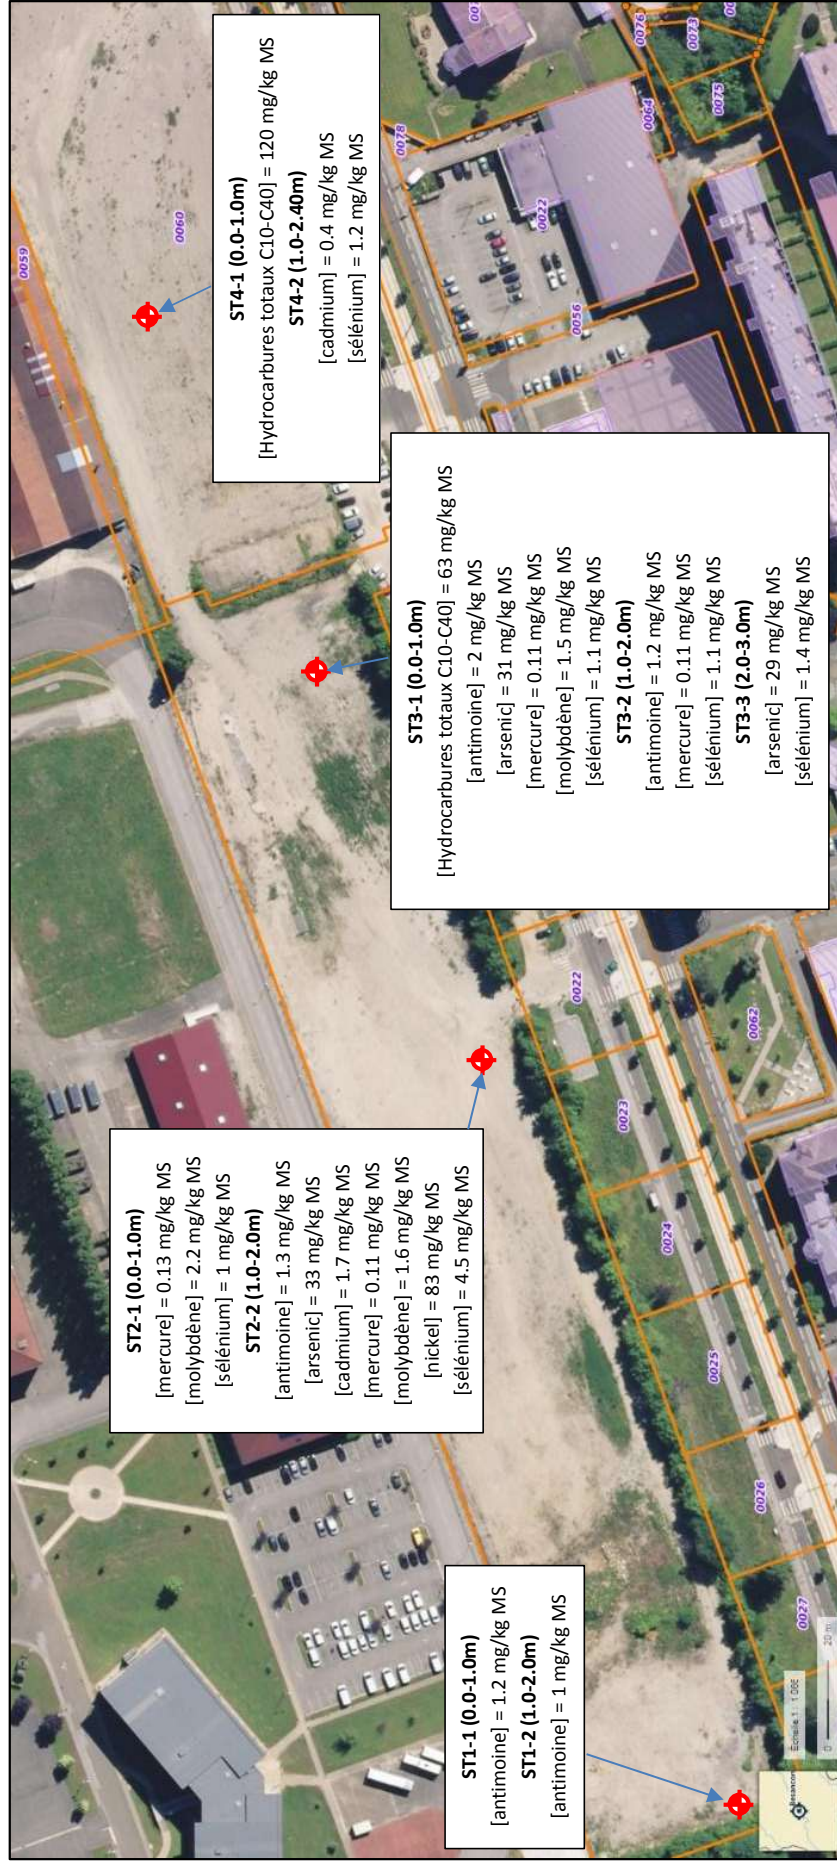 ST1-1 (0.0-1.0m)
[antimoine] = 1.2 mg/kg MS
ST1-2 (1.0-2.0m)
[antimoine] = 1 mg/kg MS
ST2-1 (0.0-1.0m)
[mercure] = 0.13 mg/kg MS
[molybdène] = 2.2 mg/kg MS
[sélénium] = 1 mg/kg MS
ST2-2 (1.0-2.0m)
[antimoine] = 1.3 mg/kg MS
[arsenic] = 33 mg/kg MS
[cadmium] = 1.7 mg/kg MS
[mercure] = 0.11 mg/kg MS
[molybdène] = 1.6 mg/kg MS
[nickel] = 83 mg/kg MS
[sélénium] = 4.5 mg/kg MS
ST3-1 (0.0-1.0m)
[Hydrocarbures totaux C10-C40] = 63 mg/kg MS
[antimoine] = 2 mg/kg MS
[arsenic] = 31 mg/kg MS
[mercure] = 0.11 mg/kg MS
[molybdène] = 1.5 mg/kg MS
[sélénium] = 1.1 mg/kg MS
ST3-2 (1.0-2.0m)
[antimoine] = 1.2 mg/kg MS
[mercure] = 0.11 mg/kg MS
[sélénium] = 1.1 mg/kg MS
ST3-3 (2.0-3.0m)
[arsenic] = 29 mg/kg MS
[sélénium] = 1.4 mg/kg MS
ST4-1 (0.0-1.0m)
[Hydrocarbures totaux C10-C40] = 120 mg/kg MS
ST4-2 (1.0-2.40m)
[cadmium] = 0.4 mg/kg MS
[sélénium] = 1.2 mg/kg MS
0059
0060
0078
0064
0076
0073
0075
0022
0056
0022
0062
0023
0024
0025
0026
0027
Besancon
Echelle 1 : 1 066
0
20 m